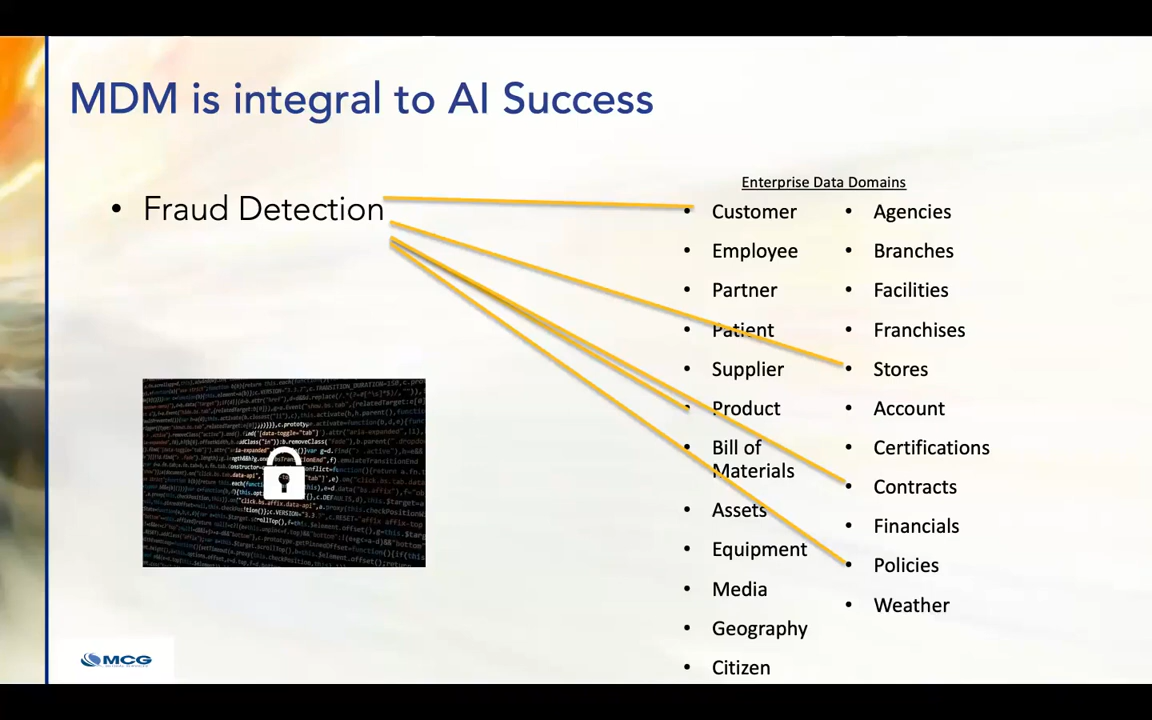 MDM is integral to AI Success
• Fraud Detection
Enterprise Data Domains
• Customer
• Employee
• Partner
• Patient
• Supplier
• Product
• Bill of
Materials
• Assets
• Equipment
• Media
• Geography
• Citizen
• Agencies
• Branches
• Facilities
• Franchises
• Stores
• Account
• Certifications
• Contracts
• Financials
• Policies
• Weather
MCG